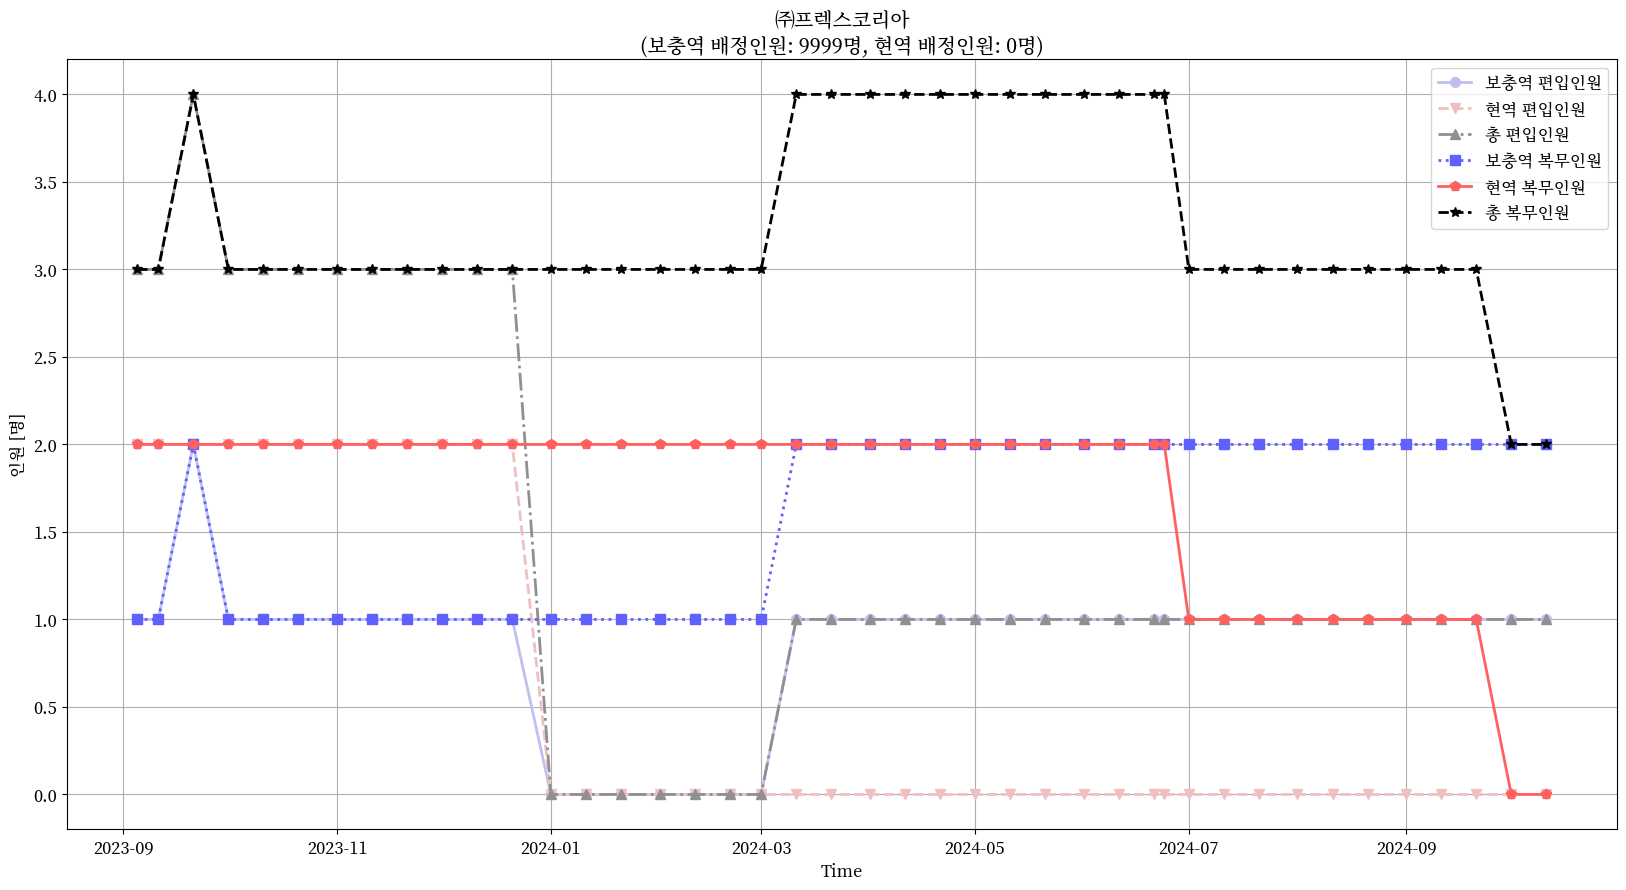 ㈜프렉스코리아
(보충역 배정인원: 9999명, 현역 배정인원: 0명)
보충역 편입인원
현역 편입인원
총 편입인원
보충역 복무인원
현역 복무인원
총 복무인원
4.0
3.5
3.0
2.5
2.0
1.5
1.0
0.5
0.0
인원 [명]
2023-09
2023-11
2024-01
2024-03
2024-05
2024-07
2024-09
Time